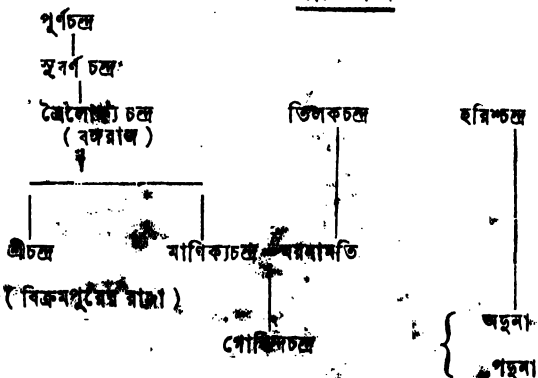 পূর্ণচন্দ্র
সুবর্ণ চন্দ্র
ত্রৈলোক্য চন্দ্র তিলকচন্দ্র হরিশ্চন্দ্র
( বঙ্গরাজ )
শ্রীচন্দ্র মাণিক্যচন্দ্র ময়নামতি
( বিক্রমপুরের রাজা )
গোবিন্দচন্দ্র
অদুনা
পদুনা